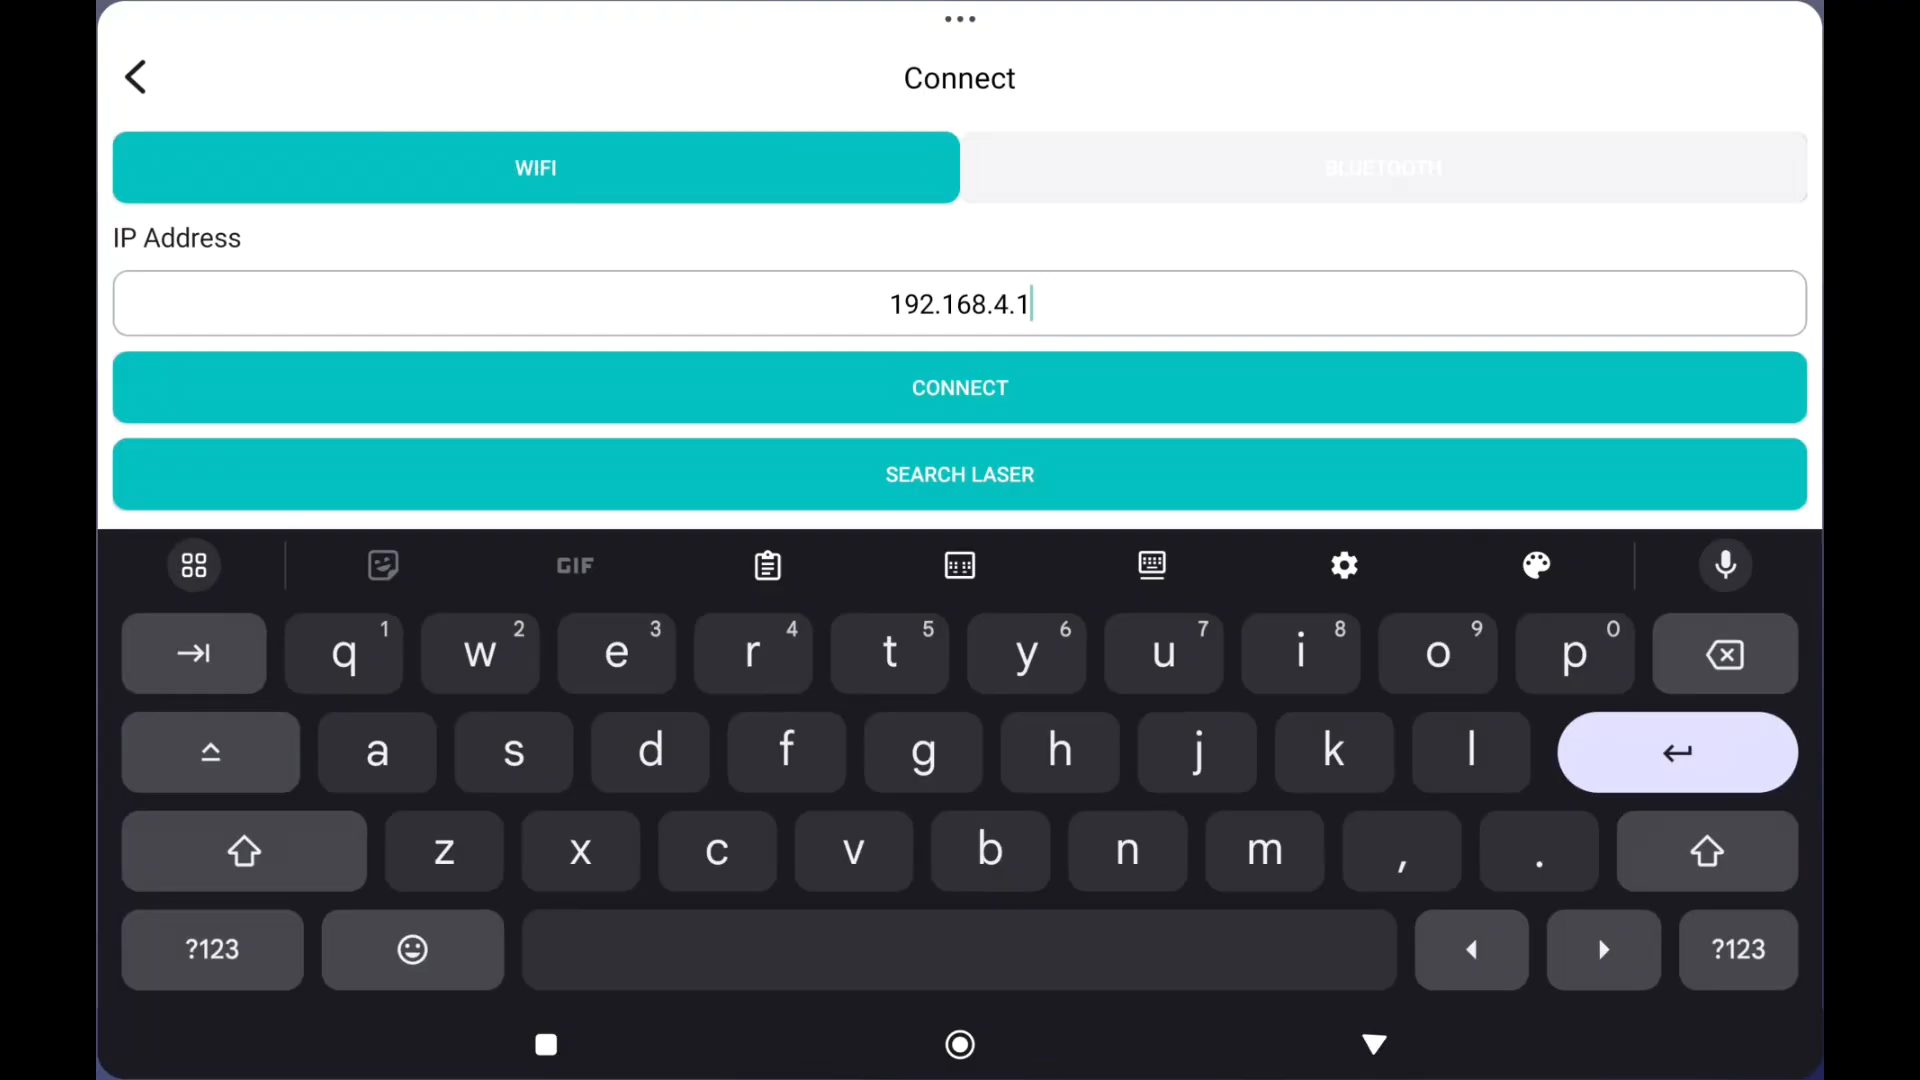 Connect
WIFI
BLUETOOTH
IP Address
192.168.4.1
CONNECT
SEARCH LASER
GIF
q 1 w 2 e 3 r 4 t 5 y 6 u 7 i 8 o 9 p 0
a s d f g h j k l
z x c v b n m , .
?123 ?123